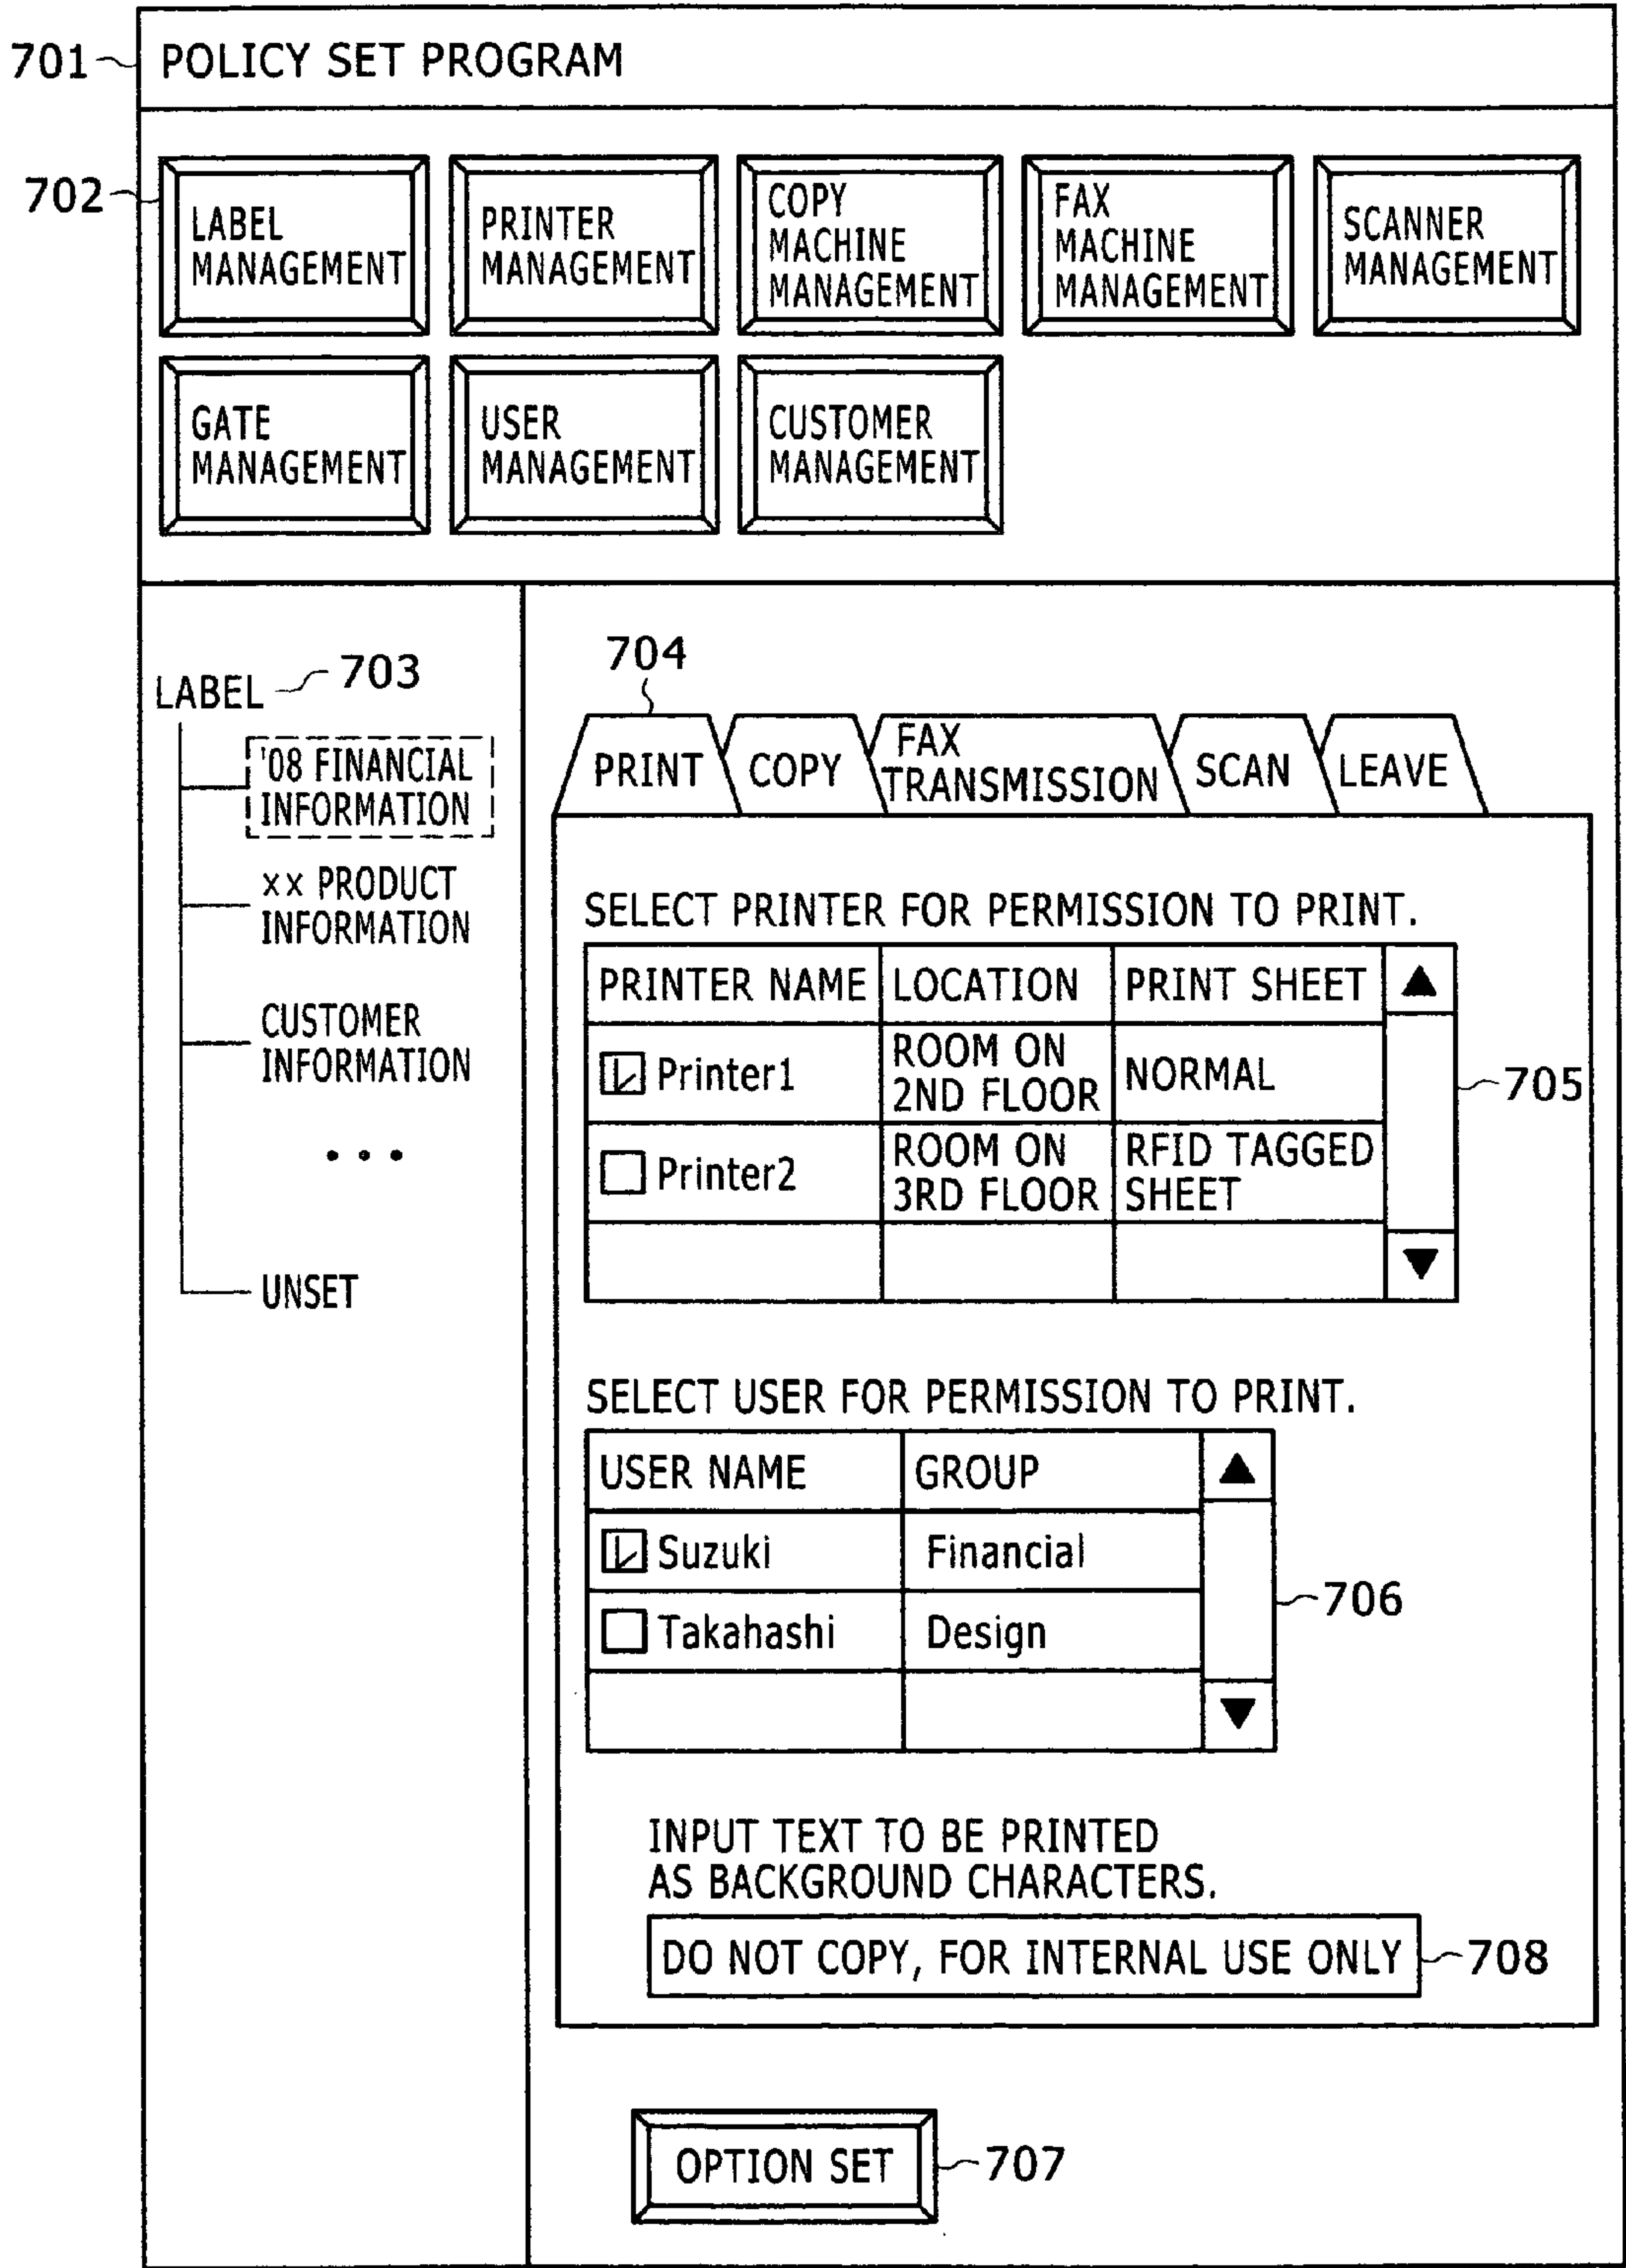 701
POLICY SET PROGRAM
702
LABEL
MANAGEMENT
PRINTER
MANAGEMENT
COPY
MACHINE
MANAGEMENT
FAX
MACHINE
MANAGEMENT
SCANNER
MANAGEMENT
GATE
MANAGEMENT
USER
MANAGEMENT
CUSTOMER
MANAGEMENT
LABEL
703
'08 FINANCIAL
INFORMATION
×× PRODUCT
INFORMATION
CUSTOMER
INFORMATION
• • •
UNSET
704
PRINT
COPY
FAX
TRANSMISSION
SCAN
LEAVE
SELECT PRINTER FOR PERMISSION TO PRINT.
PRINTER NAME
LOCATION
PRINT SHEET
Printer1
ROOM ON
2ND FLOOR
NORMAL
705
Printer2
ROOM ON
3RD FLOOR
RFID TAGGED
SHEET
SELECT USER FOR PERMISSION TO PRINT.
USER NAME
GROUP
Suzuki
Financial
706
Takahashi
Design
INPUT TEXT TO BE PRINTED
AS BACKGROUND CHARACTERS.
DO NOT COPY, FOR INTERNAL USE ONLY
708
OPTION SET
707